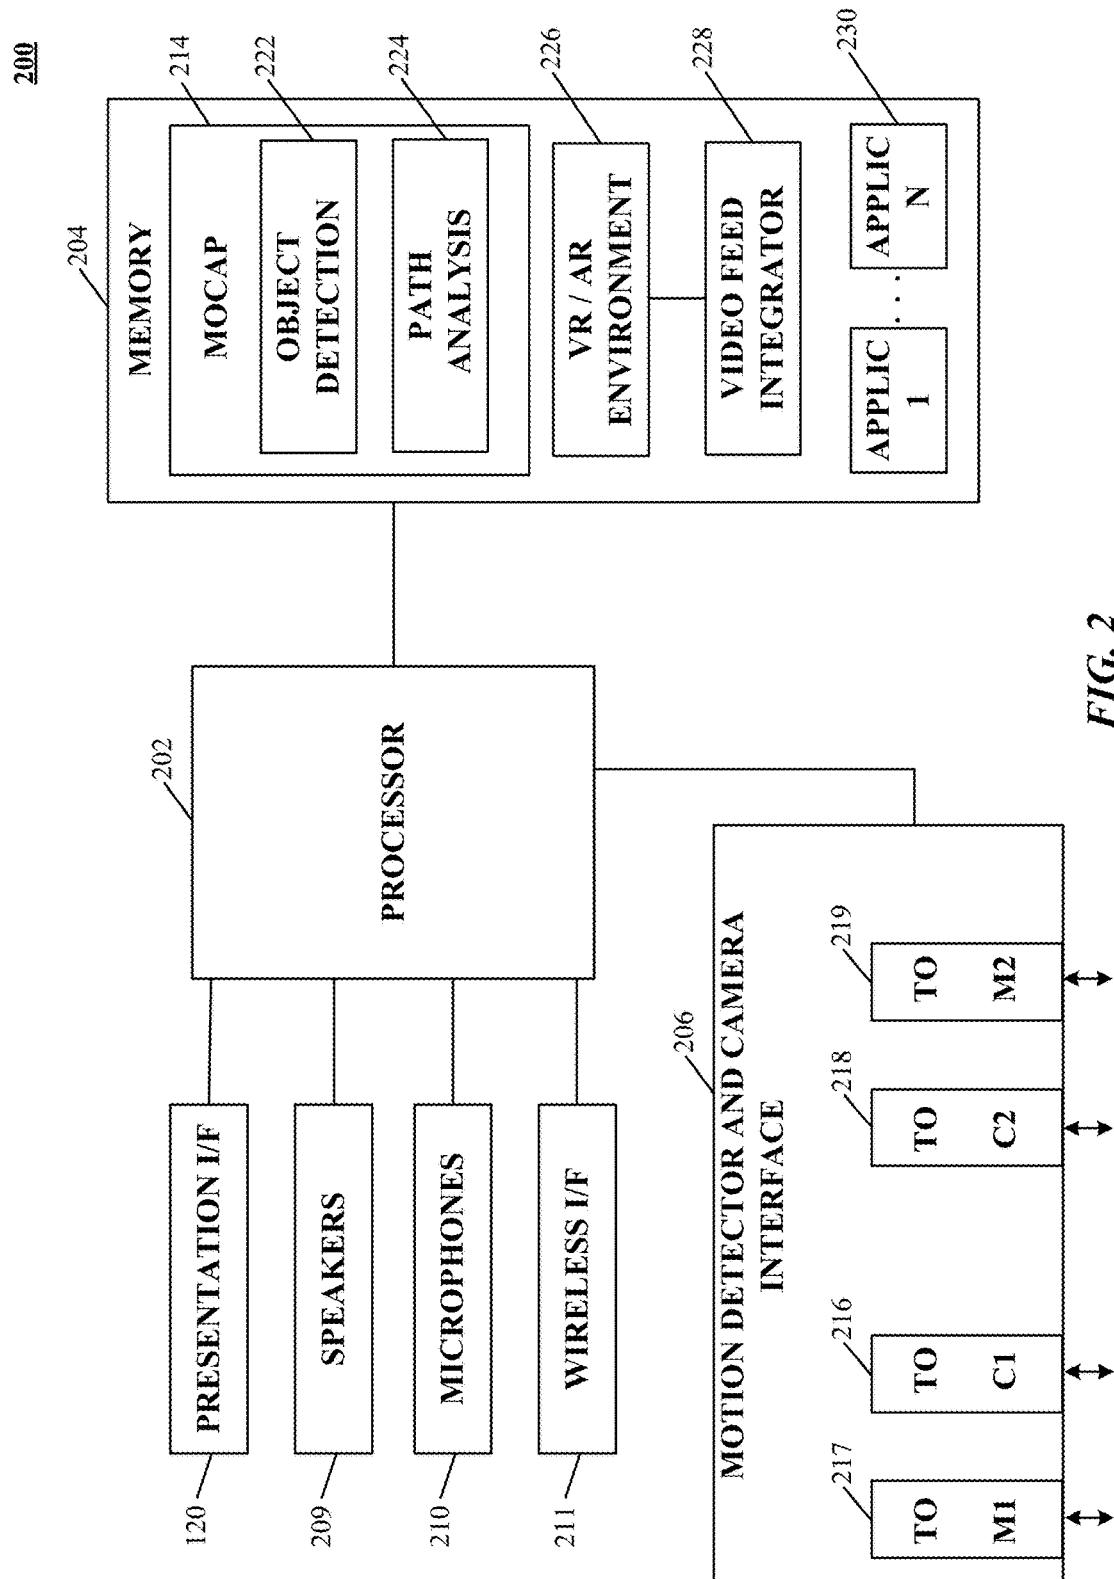 200
120
PRESENTATION I/F
209
SPEAKERS
210
MICROPHONES
211
WIRELESS I/F
202
PROCESSOR
204
MEMORY
214
MOCAP
222
OBJECT
DETECTION
224
PATH
ANALYSIS
226
VR / AR
ENVIRONMENT
228
VIDEO FEED
INTEGRATOR
230
APPLIC
1
. . .
APPLIC
N
206
MOTION DETECTOR AND CAMERA
INTERFACE
217
TO
M1
216
TO
C1
218
TO
C2
219
TO
M2
FIG. 2